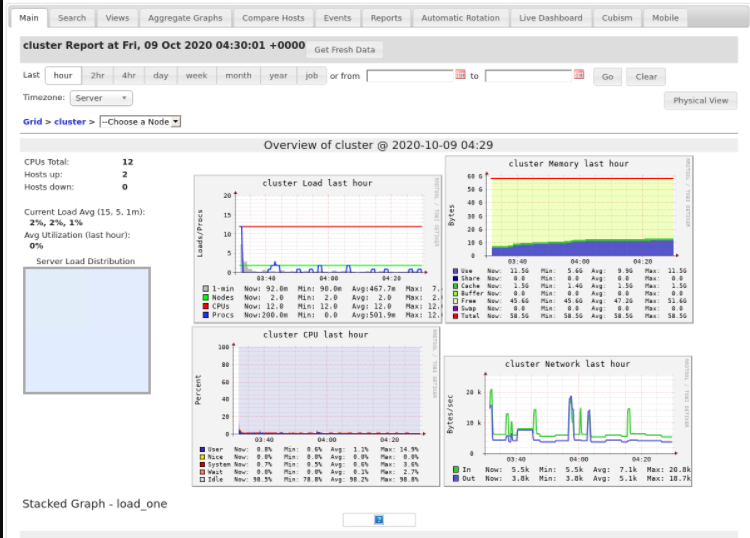 Main Search Views Aggregate Graphs Compare Hosts Events Reports Automatic Rotation Live Dashboard Cubism Mobile
cluster Report at Fri, 09 Oct 2020 04:30:01 +0000 Get Fresh Data
Last hour 2hr 4hr day week month year job or from to Go Clear
Timezone: Server
Physical View
Grid > cluster > --Choose a Node
Overview of cluster @ 2020-10-09 04:29
CPUs Total: 12
Hosts up: 2
Hosts down: 0
Current Load Avg (15, 5, 1m):
2%, 2%, 1%
Avg Utilization (last hour):
0%
Server Load Distribution
cluster Load last hour
Loads/Procs
20
15
10
5
0
03:40 04:00 04:20
1-min Now: 92.0m Min: 90.0m Avg:467.7m Max: 7.
Nodes Now: 2.0 Min: 2.0 Avg: 2.0 Max: 2.
CPUs Now: 12.0 Min: 12.0 Avg: 12.0 Max: 12.
Procs Now:200.0m Min: 0.0 Avg:501.9m Max: 12.
cluster Memory last hour
Bytes
60 G
50 G
40 G
30 G
20 G
10 G
0
03:40 04:00 04:20
Use Now: 11.5G Min: 5.6G Avg: 9.9G Max: 11.5G
Share Now: 0.0 Min: 0.0 Avg: 0.0 Max: 0.0
Cache Now: 1.5G Min: 1.4G Avg: 1.5G Max: 1.5G
Buffer Now: 0.0 Min: 0.0 Avg: 0.0 Max: 0.0
Free Now: 45.6G Min: 45.6G Avg: 47.2G Max: 51.6G
Swap Now: 0.0 Min: 0.0 Avg: 0.0 Max: 0.0
Total Now: 58.5G Min: 58.5G Avg: 58.5G Max: 58.5G
cluster CPU last hour
Percent
100
80
60
40
20
0
03:40 04:00 04:20
User Now: 0.8% Min: 0.6% Avg: 1.1% Max: 14.9%
Nice Now: 0.0% Min: 0.0% Avg: 0.0% Max: 0.0%
System Now: 0.7% Min: 0.5% Avg: 0.6% Max: 3.6%
Wait Now: 0.0% Min: 0.0% Avg: 0.1% Max: 2.7%
Idle Now: 98.5% Min: 78.8% Avg: 98.2% Max: 98.8%
cluster Network last hour
Bytes/sec
20 k
10 k
03:40 04:00 04:20
In Now: 5.5k Min: 5.5k Avg: 7.1k Max: 20.8k
Out Now: 3.8k Min: 3.8k Avg: 5.1k Max: 18.7k
Stacked Graph - load_one
?